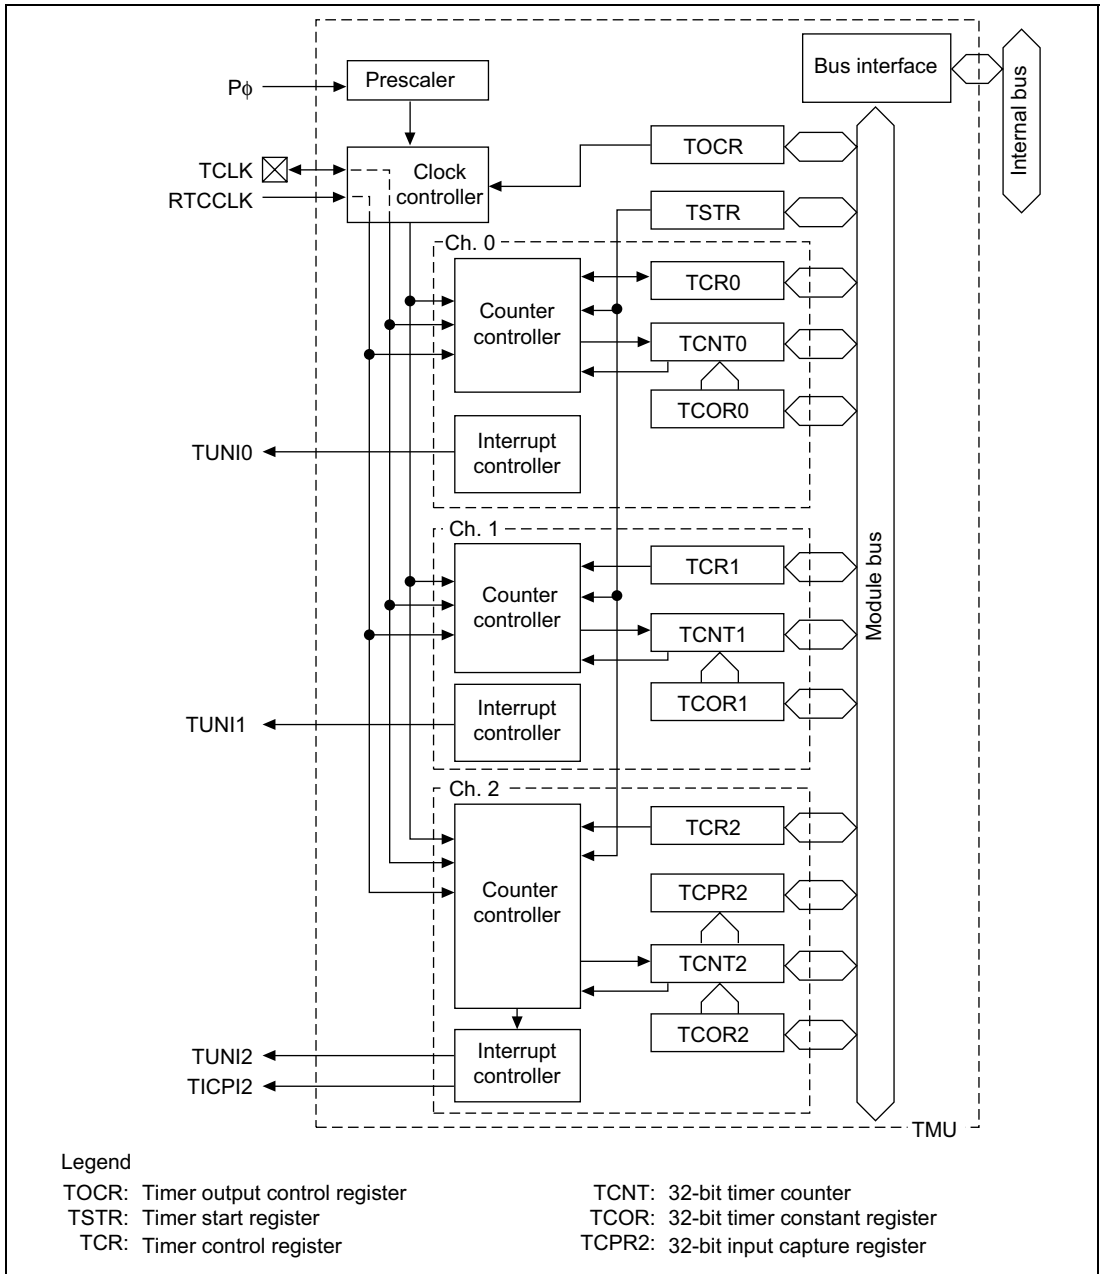 Pφ
Prescaler
Bus interface
Internal bus
TCLK
RTCCLK
Clock
controller
TOCR
TSTR
Ch. 0
Counter
controller
TCR0
TCNT0
TCOR0
TUNI0
Interrupt
controller
Ch. 1
Counter
controller
TCR1
TCNT1
TCOR1
Module bus
TUNI1
Interrupt
controller
Ch. 2
Counter
controller
TCR2
TCPR2
TCNT2
TCOR2
TUNI2
TICPI2
Interrupt
controller
TMU
Legend
TOCR: Timer output control register
TSTR: Timer start register
TCR: Timer control register
TCNT: 32-bit timer counter
TCOR: 32-bit timer constant register
TCPR2: 32-bit input capture register